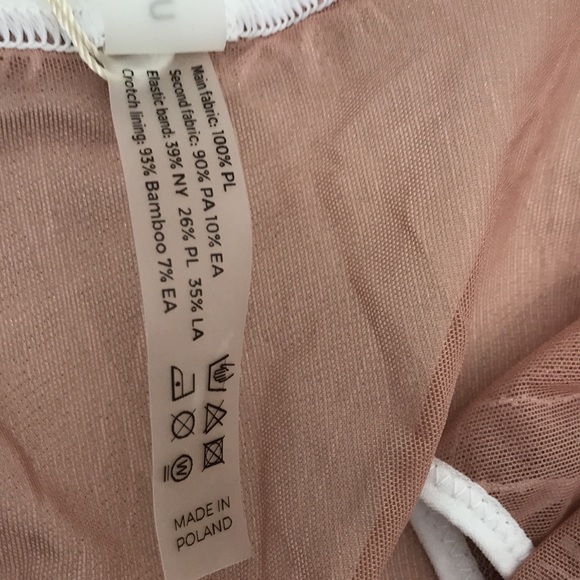 U
Main fabric: 100% PL
Second fabric: 90% PA 10% EA
Elastic band: 39% NY 26% PL 35% LA
Crotch lining: 93% Bamboo 7% EA
W
MADE IN
POLAND